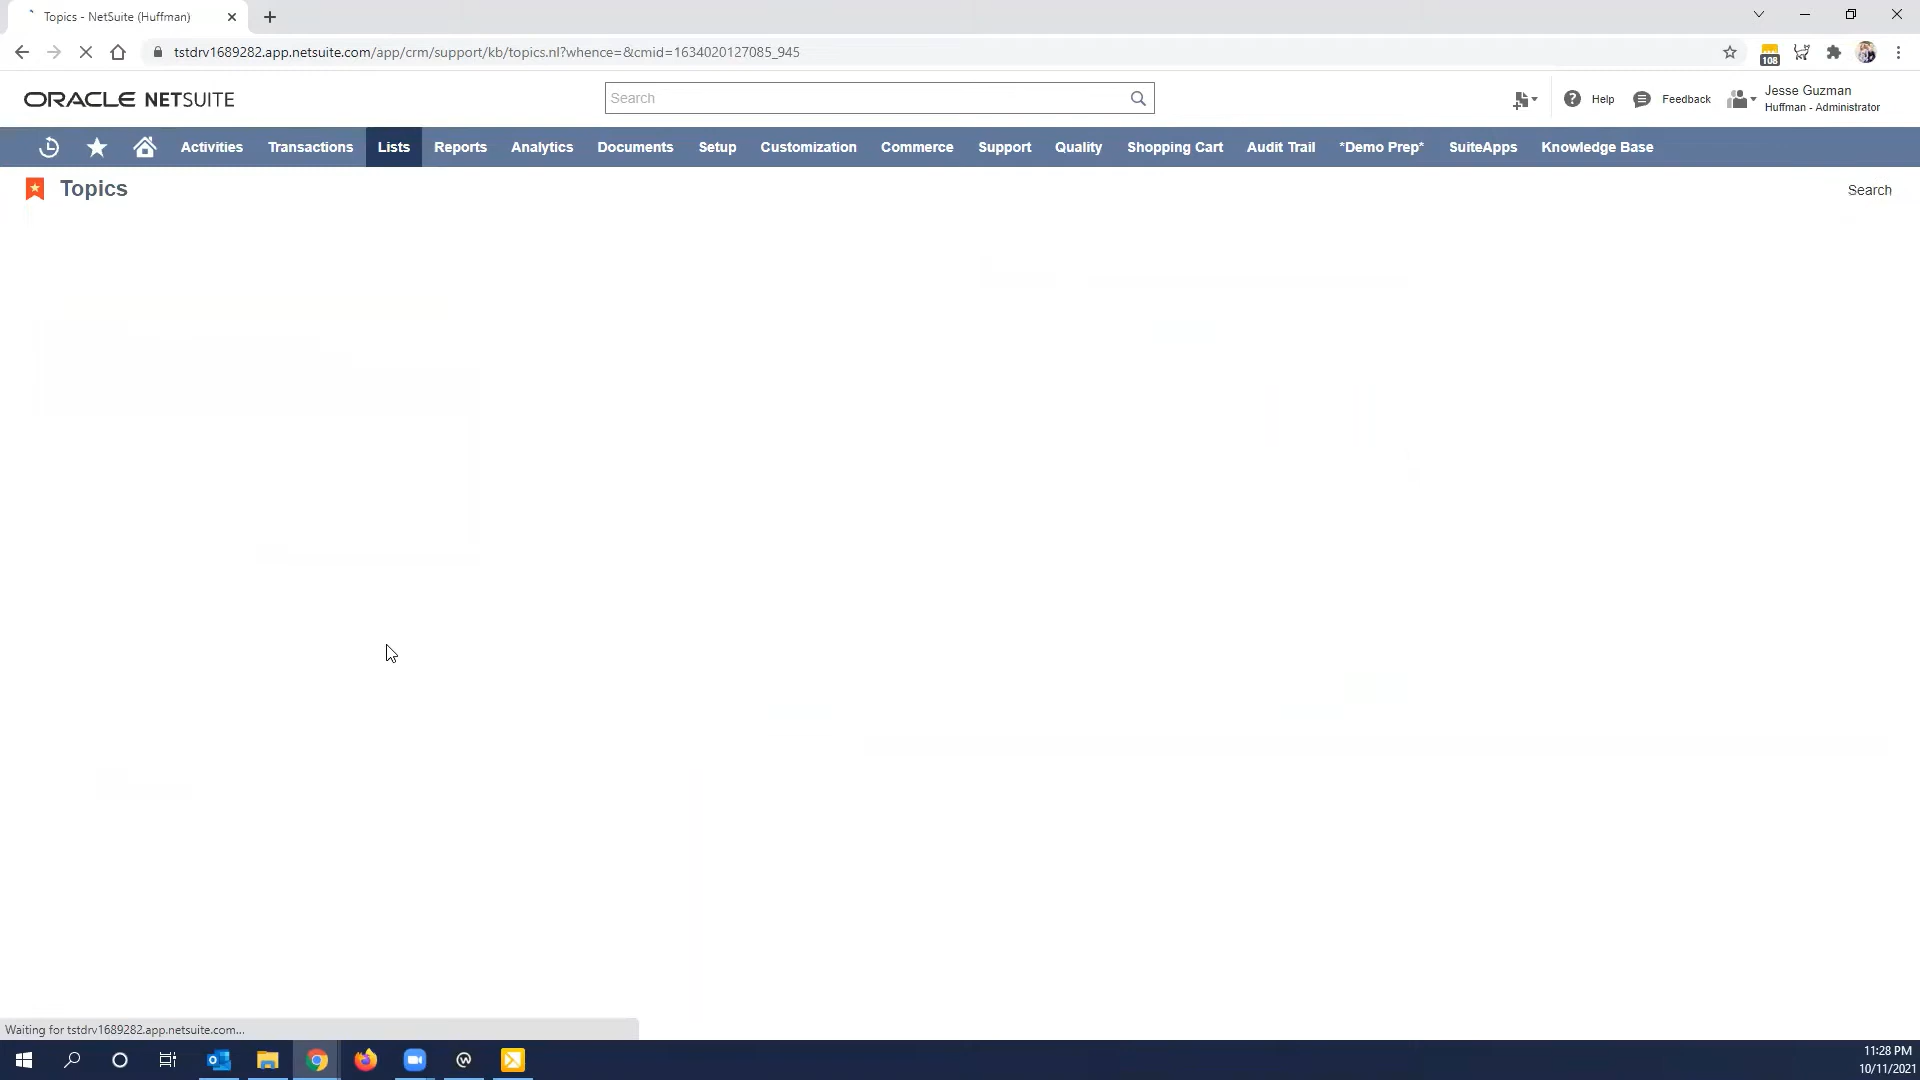 Topics - NetSuite (Huffman)
tstdrv1689282.app.netsuite.com/app/crm/support/kb/topics.nl?whence=&cmid=1634020127085_945
108
ORACLE NETSUITE
Search
Help
Feedback
Jesse Guzman
Huffman - Administrator
Activities Transactions Lists Reports Analytics Documents Setup Customization Commerce Support Quality Shopping Cart Audit Trail *Demo Prep* SuiteApps Knowledge Base
Topics
Search
Waiting for tstdrv1689282.app.netsuite.com...
11:28 PM
10/11/2021